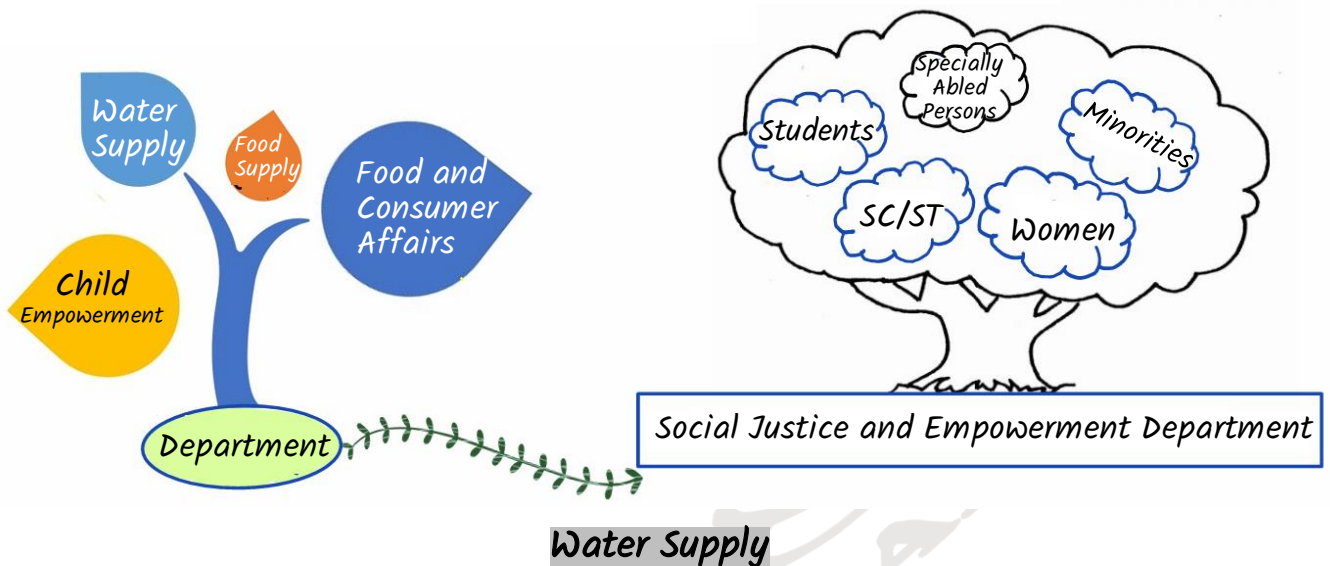 Water
Supply
Food
Supply
Food and
Consumer
Affairs
Child
Empowerment
Department
Specially
Abled
Persons
Students
Minorities
SC/ST
Women
Social Justice and Empowerment Department
Water Supply